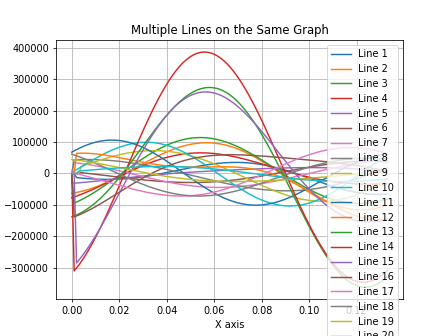 Multiple Lines on the Same Graph
400000
300000
200000
100000
0
−100000
−200000
−300000
0.00
0.02
0.04
0.06
0.08
0.10
X axis
Line 1
Line 2
Line 3
Line 4
Line 5
Line 6
Line 7
Line 8
Line 9
Line 10
Line 11
Line 12
Line 13
Line 14
Line 15
Line 16
Line 17
Line 18
Line 19
Line 20